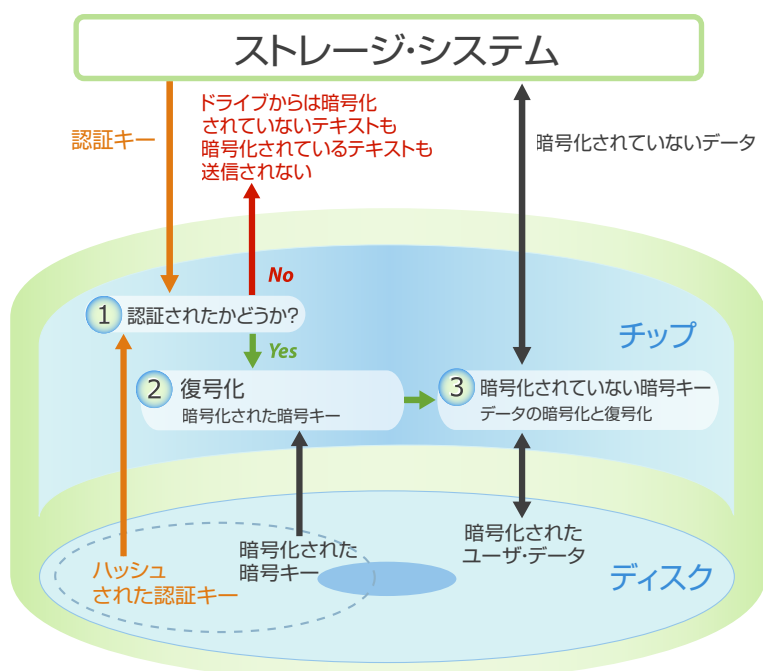 ストレージ・システム
認証キー
ドライブからは暗号化
されていないテキストも
暗号化されているテキストも
送信されない
暗号化されていないデータ
No
1 認証されたかどうか?
チップ
Yes
2 復号化
暗号化された暗号キー
3 暗号化されていない暗号キー
データの暗号化と復号化
ハッシュ
された認証キー
暗号化された
暗号キー
暗号化された
ユーザ・データ
ディスク